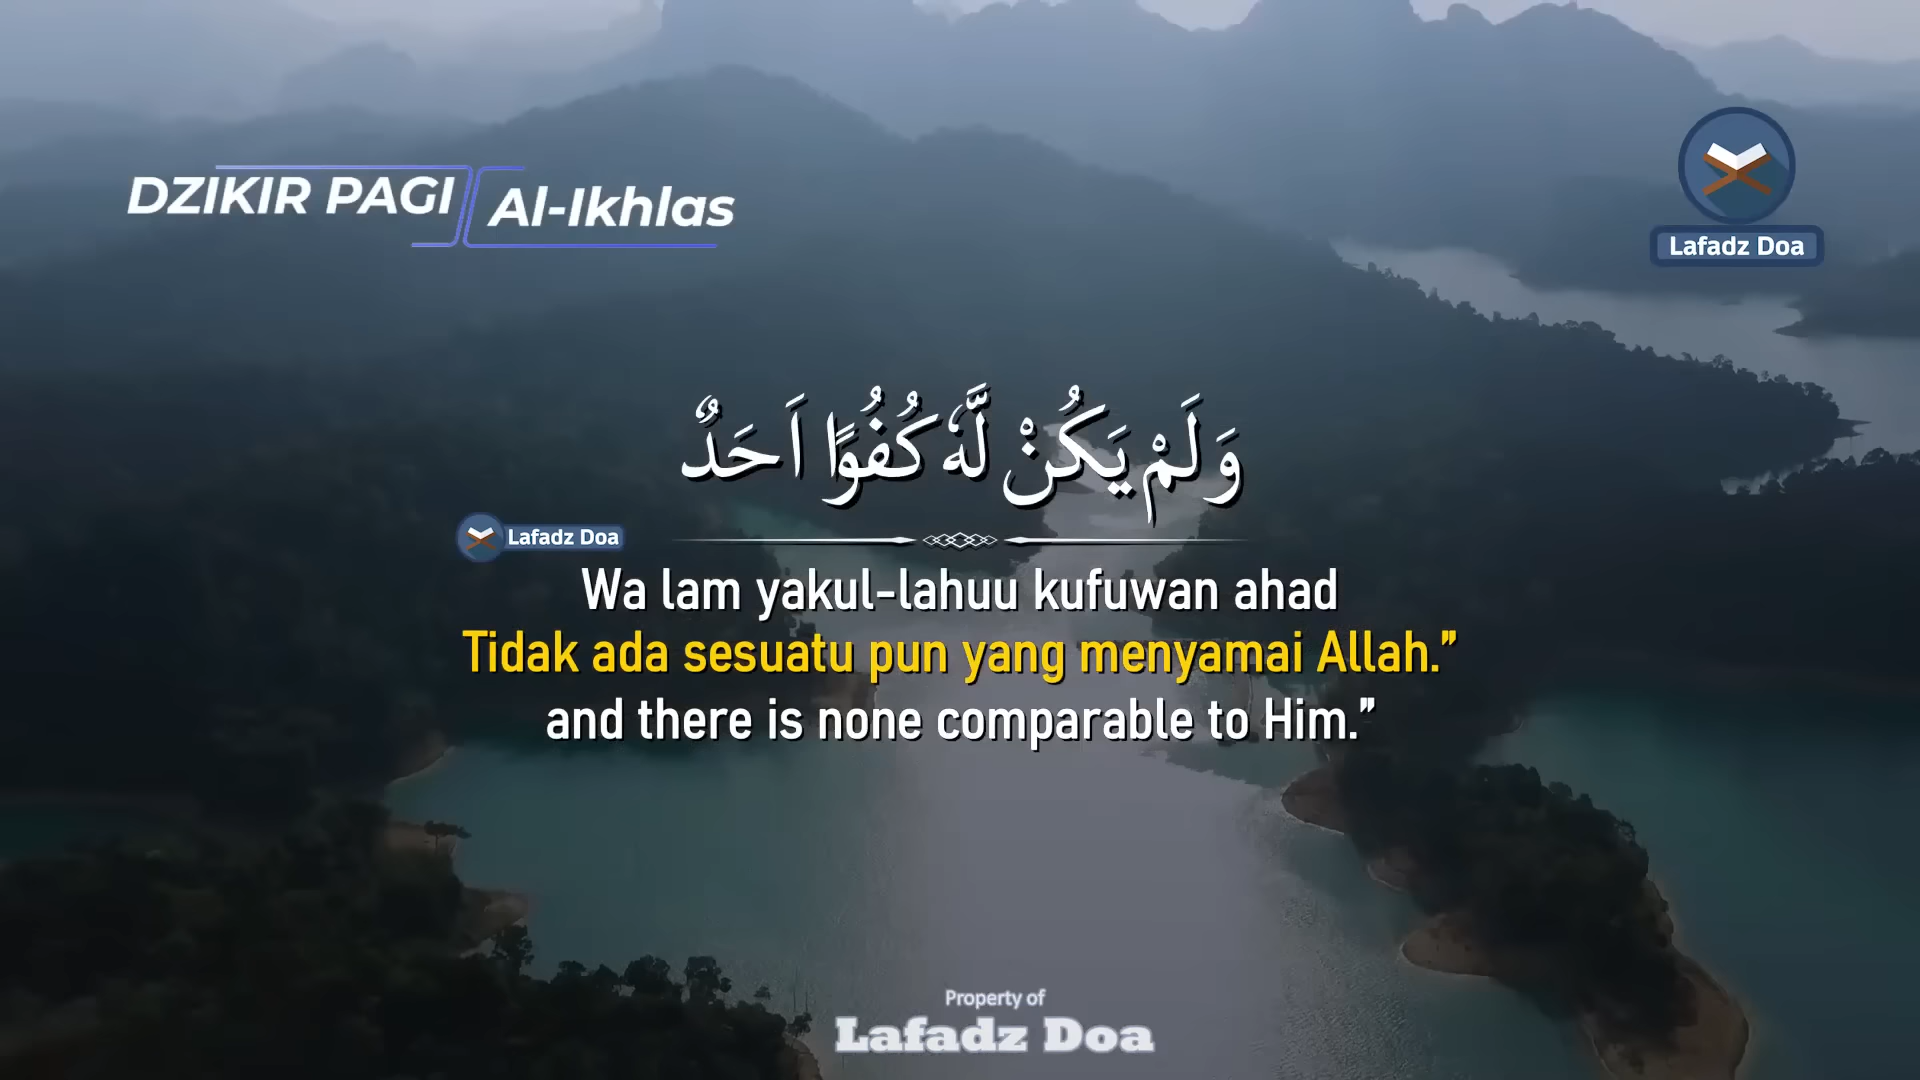 DZIKIR PAGI
Al-Ikhlas
Lafadz Doa
وَلَمْ يَكُنْ لَّهٗ كُفُوًا اَحَدٌ
Lafadz Doa
Wa lam yakul-lahuu kufuwan ahad
Tidak ada sesuatu pun yang menyamai Allah.”
and there is none comparable to Him.”
Property of
Lafadz Doa